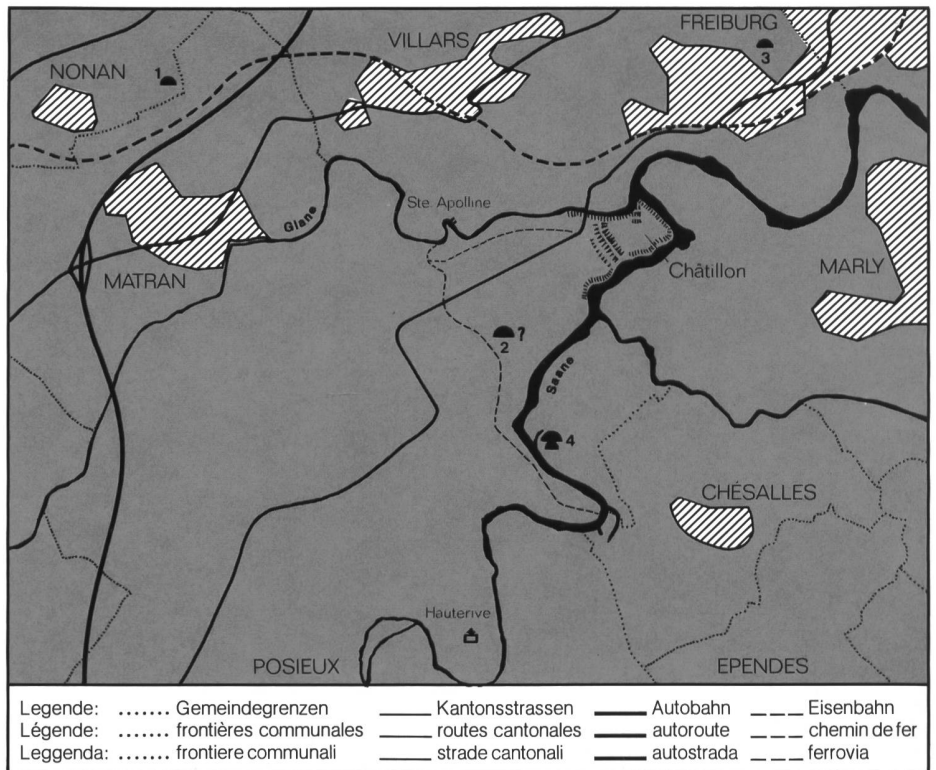 FREIBURG
VILLARS
3
NONAN
1
Ste. Apolline
Glane
Châtillon
MARLY
MATRAN
2 ?
Saane
4
CHÉSALLES
Hauterive
POSIEUX
EPENDES
Legende: ....... Gemeindegrenzen Kantonsstrassen Autobahn Eisenbahn
Légende: ....... frontières communales routes cantonales autoroute chemin de fer
Leggenda: ....... frontiere communali strade cantonali autostrada ferrovia